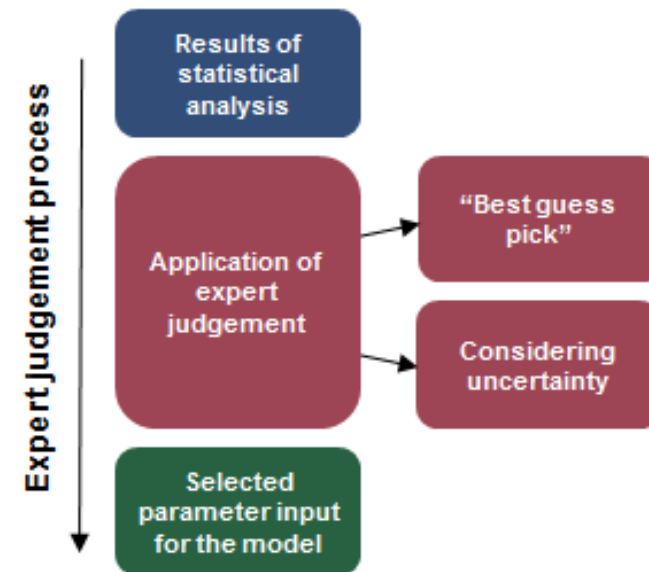 Expert judgement process
Results of
statistical
analysis
Application of
expert
judgement
“Best guess
pick”
Considering
uncertainty
Selected
parameter input
for the model